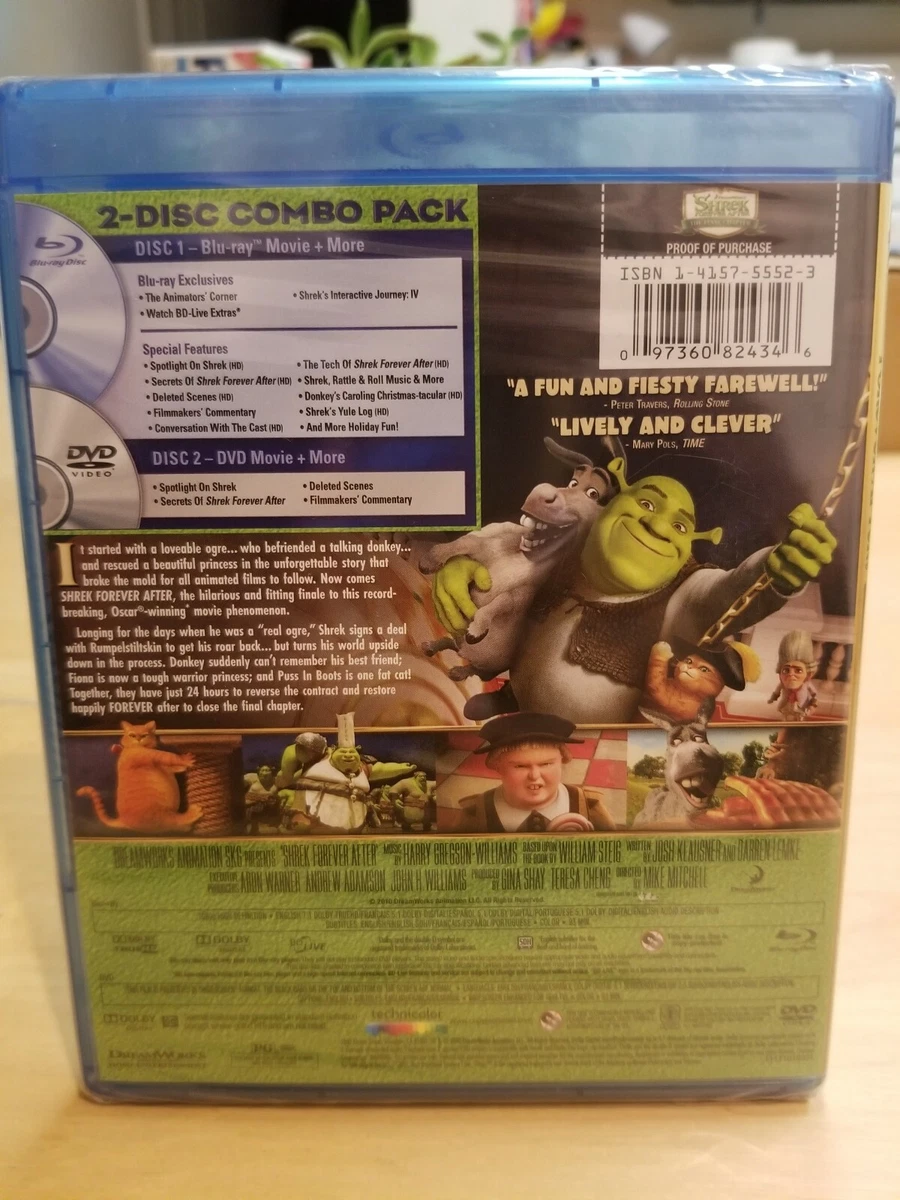 2-DISC COMBO PACK
DISC 1 – Blu-ray™ Movie + More
Blu-ray Disc
Blu-ray Exclusives
• The Animators' Corner
• Shrek's Interactive Journey: IV
• Watch BD-Live Extras*
Special Features
• Spotlight On Shrek (HD)
• Secrets Of Shrek Forever After (HD)
• Deleted Scenes (HD)
• Filmmakers' Commentary
• Conversation With The Cast (HD)
• The Tech Of Shrek Forever After (HD)
• Shrek, Rattle & Roll Music & More
• Donkey's Caroling Christmas-tacular (HD)
• Shrek's Yule Log (HD)
• And More Holiday Fun!
DVD
VIDEO
DISC 2 – DVD Movie + More
• Spotlight On Shrek
• Secrets Of Shrek Forever After
• Deleted Scenes
• Filmmakers' Commentary
Shrek
PROOF OF PURCHASE
ISBN 1-4157-5552-3
0 97360 82434 6
"A FUN AND FIESTY FAREWELL!"
- PETER TRAVERS, ROLLING STONE
"LIVELY AND CLEVER"
- MARY POLS, TIME
It started with a loveable ogre... who befriended a talking donkey...
and rescued a beautiful princess in the unforgettable story that
broke the mold for all animated films to follow. Now comes
SHREK FOREVER AFTER, the hilarious and fitting finale to this record-
breaking, Oscar®-winning* movie phenomenon.
Longing for the days when he was a "real ogre," Shrek signs a deal
with Rumpelstiltskin to get his roar back... but turns his world upside
down in the process. Donkey suddenly can't remember his best friend;
Fiona is now a tough warrior princess; and Puss In Boots is one fat cat!
Together, they have just 24 hours to reverse the contract and restore
happily FOREVER after to close the final chapter.
DREAMWORKS ANIMATION SKG PRESENTS "SHREK FOREVER AFTER" MUSIC BY HARRY GREGSON-WILLIAMS BASED UPON THE BOOK BY WILLIAM STEIG WRITTEN BY JOSH KLAUSNER AND DARREN LEMKE
EXECUTIVE PRODUCERS ARON WARNER ANDREW ADAMSON JOHN H. WILLIAMS PRODUCED BY GINA SHAY TERESA CHENG DIRECTED BY MIKE MITCHELL
© 2010 DreamWorks Animation LLC.
DOLBY
LIVE
DOLBY
technicolor
DVD
DREAMWORKS